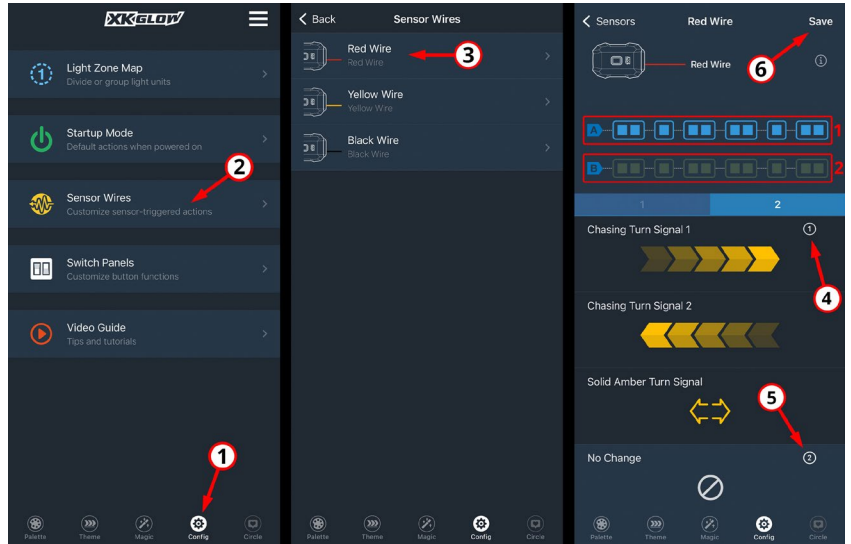 XKGLOW
1
Light Zone Map
Divide or group light units
Startup Mode
Default actions when powered on
2
Sensor Wires
Customize sensor-triggered actions
Switch Panels
Customize button functions
Video Guide
Tips and tutorials
1
Palette Theme Magic Config Circle
Back Sensor Wires
Red Wire
Red Wire
3
Yellow Wire
Yellow Wire
Black Wire
Black Wire
Palette Theme Magic Config Circle
Sensors Red Wire Save
Red Wire
6
i
A 1
B 2
1 2
Chasing Turn Signal 1 1
4
Chasing Turn Signal 2
Solid Amber Turn Signal
5
No Change 2
Palette Theme Magic Config Circle